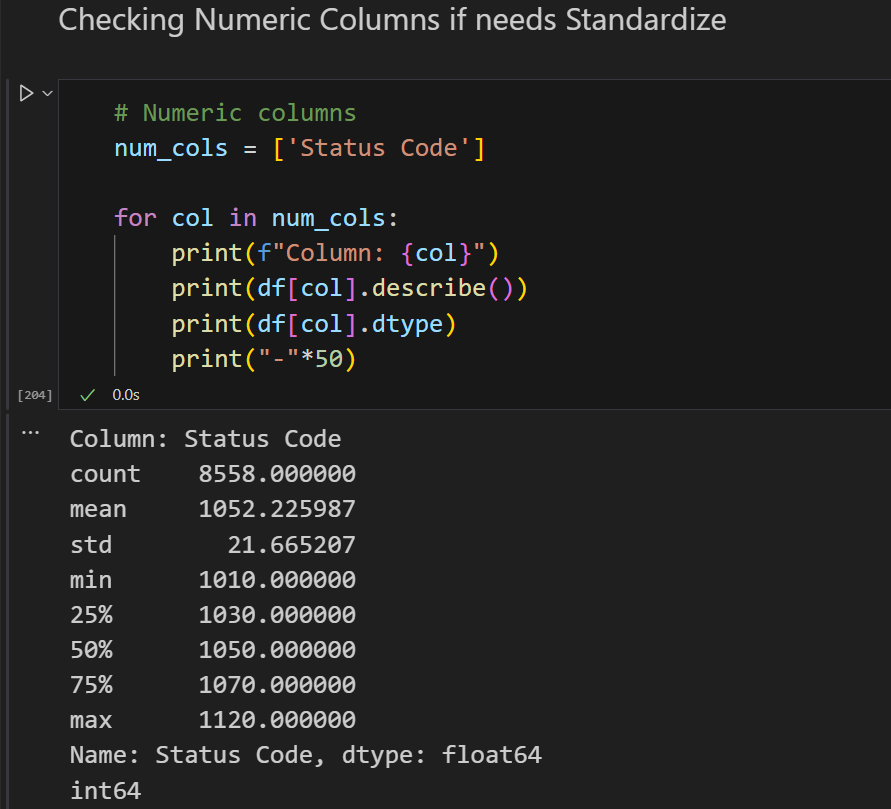 Checking Numeric Columns if needs Standardize
# Numeric columns
num_cols = ['Status Code']
for col in num_cols:
    print(f"Column: {col}")
    print(df[col].describe())
    print(df[col].dtype)
    print("-"*50)
[204] ✓ 0.0s
... Column: Status Code
count    8558.000000
mean     1052.225987
std        21.665207
min      1010.000000
25%      1030.000000
50%      1050.000000
75%      1070.000000
max      1120.000000
Name: Status Code, dtype: float64
int64